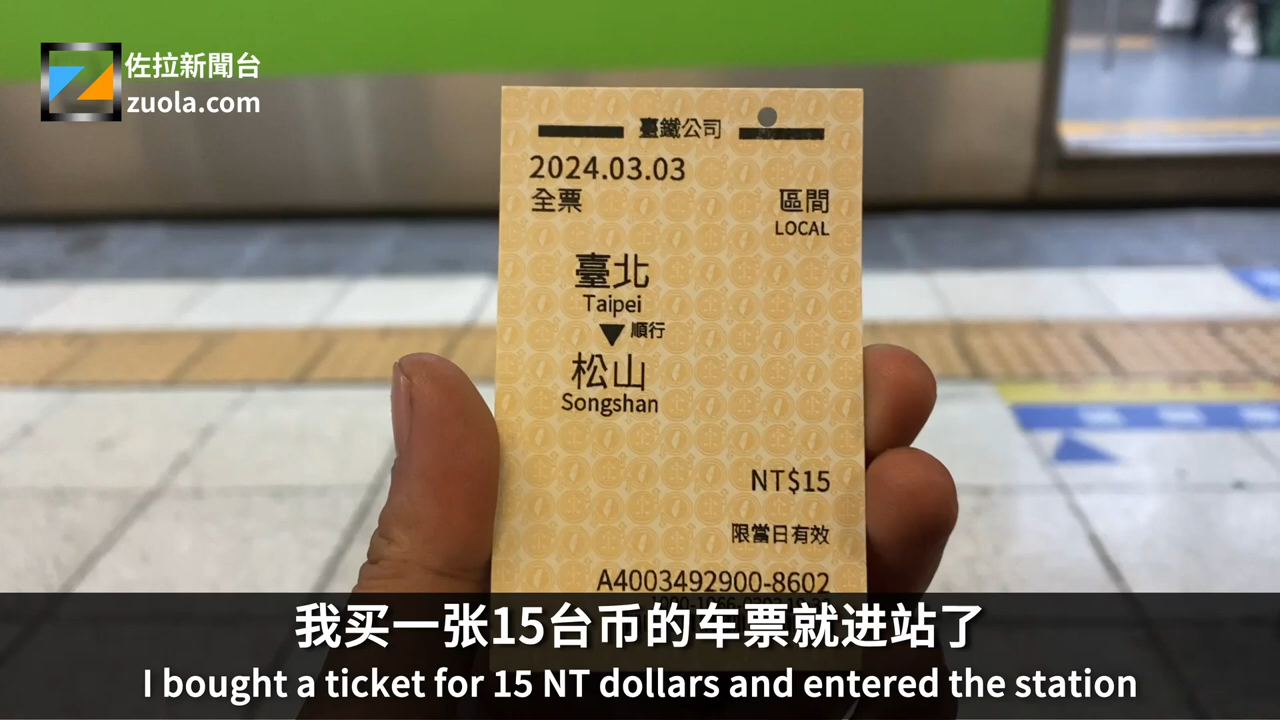 佐拉新聞台
zuola.com
臺鐵公司
2024.03.03
全票
區間
LOCAL
臺北
Taipei
順行
松山
Songshan
NT$15
限當日有效
A4003492900-8602
我买一张15台币的车票就进站了
I bought a ticket for 15 NT dollars and entered the station